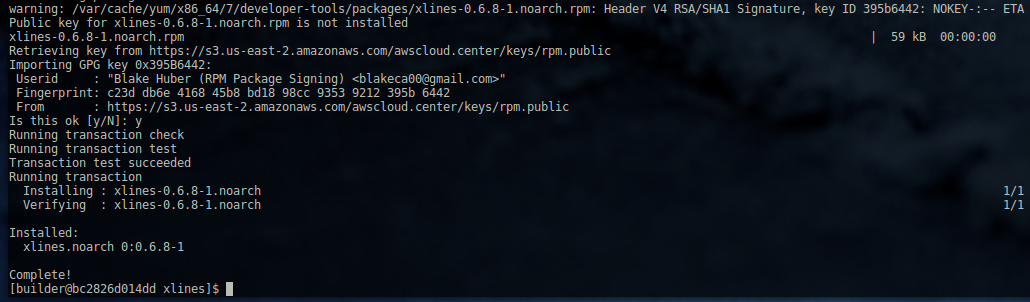 warning: /var/cache/yum/x86_64/7/developer-tools/packages/xlines-0.6.8-1.noarch.rpm: Header V4 RSA/SHA1 Signature, key ID 395b6442: NOKEY-:-- ETA
Public key for xlines-0.6.8-1.noarch.rpm is not installed
xlines-0.6.8-1.noarch.rpm | 59 kB 00:00:00
Retrieving key from https://s3.us-east-2.amazonaws.com/awscloud.center/keys/rpm.public
Importing GPG key 0x395B6442:
Userid : "Blake Huber (RPM Package Signing) <blakeca00@gmail.com>"
Fingerprint: c23d db6e 4168 45b8 bd18 98cc 9353 9212 395b 6442
From : https://s3.us-east-2.amazonaws.com/awscloud.center/keys/rpm.public
Is this ok [y/N]: y
Running transaction check
Running transaction test
Transaction test succeeded
Running transaction
Installing : xlines-0.6.8-1.noarch 1/1
Verifying : xlines-0.6.8-1.noarch 1/1
Installed:
xlines.noarch 0:0.6.8-1
Complete!
[builder@bc2826d014dd xlines]$